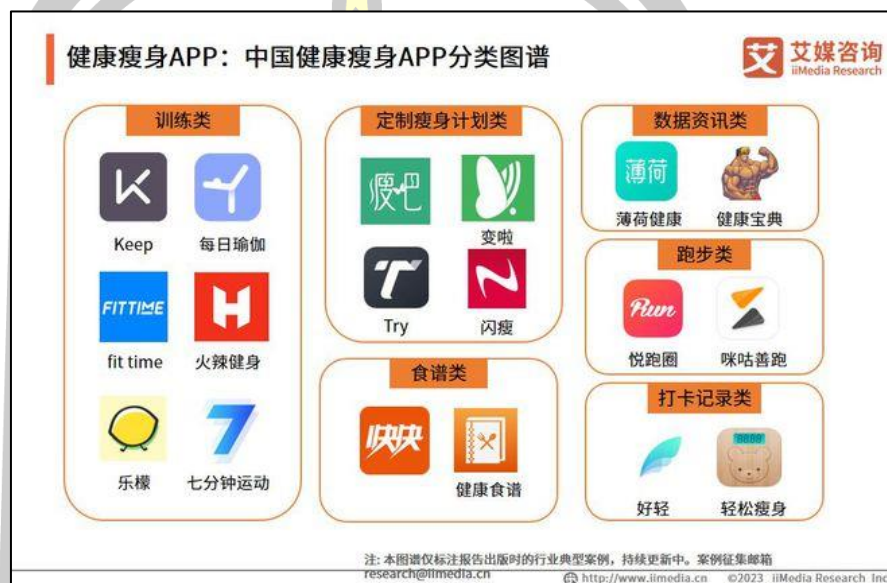 健康瘦身APP：中国健康瘦身APP分类图谱
艾 艾媒咨询
iiMedia Research
训练类
Keep
每日瑜伽
FITTIME
H
fit time
火辣健身
7
乐檬
七分钟运动
定制瘦身计划类
瘦吧
变啦
T
N
Try
闪瘦
食谱类
快快
健康食谱
数据资讯类
薄荷
薄荷健康
健康宝典
跑步类
Run
悦跑圈
咪咕善跑
打卡记录类
8888
好轻
轻松瘦身
注: 本图谱仅标注报告出版时的行业典型案例，持续更新中。案例征集邮箱
research@iimedia.cn
http://www.iimedia.cn ©2023 iiMedia Research Inc